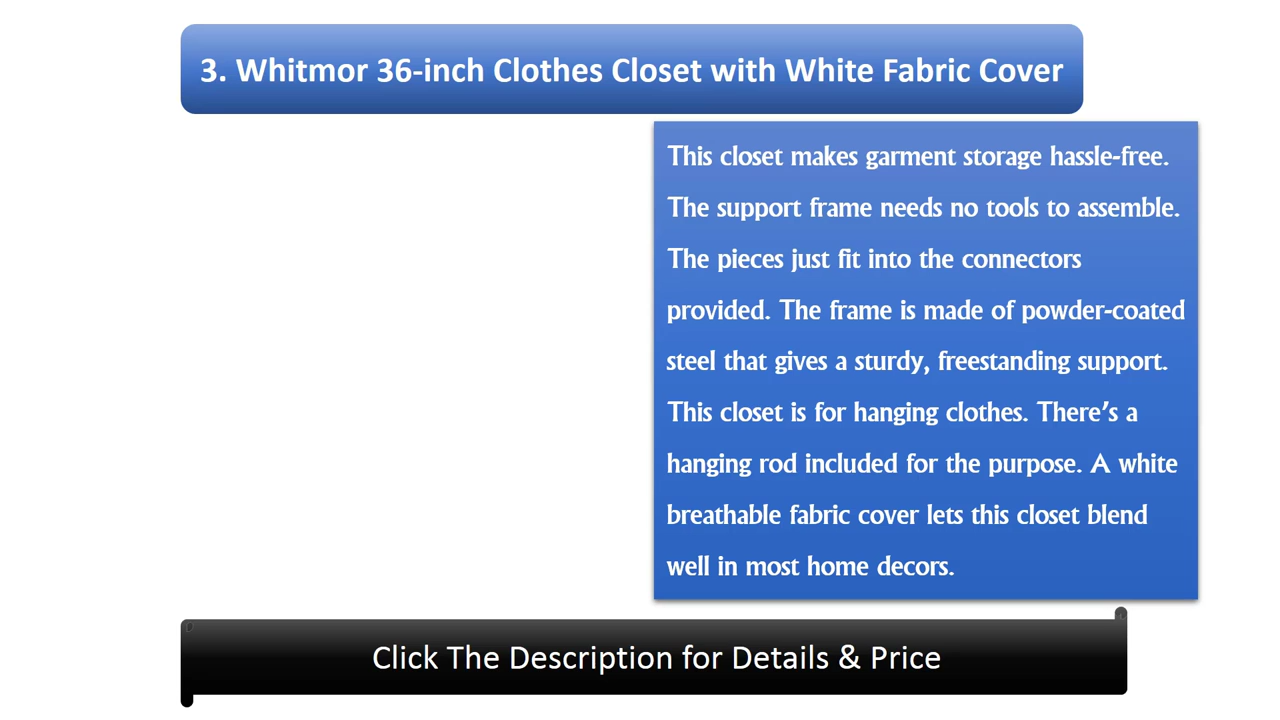 3. Whitmor 36-inch Clothes Closet with White Fabric Cover
This closet makes garment storage hassle-free.
The support frame needs no tools to assemble.
The pieces just fit into the connectors
provided. The frame is made of powder-coated
steel that gives a sturdy, freestanding support.
This closet is for hanging clothes. There's a
hanging rod included for the purpose. A white
breathable fabric cover lets this closet blend
well in most home decors.
Click The Description for Details & Price